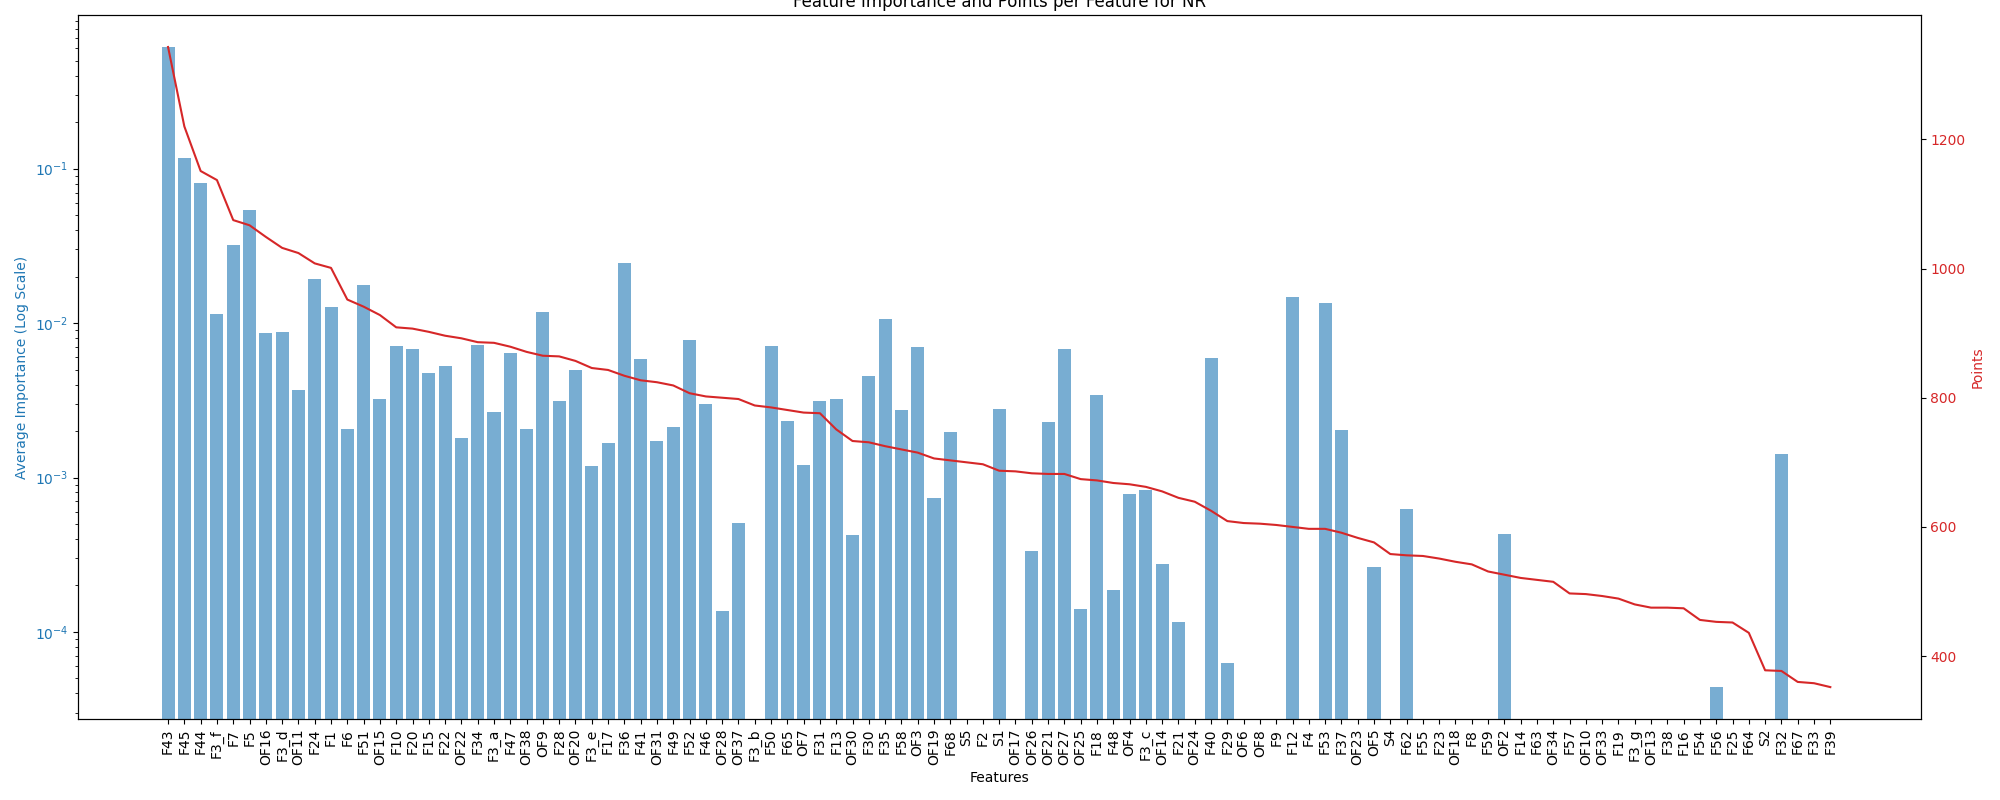 Feature Importance and Points per Feature for NR
Average Importance (Log Scale)
10⁻¹
10⁻²
10⁻³
10⁻⁴
1200
1000
800
600
400
Points
F43 F45 F44 F3_f F7 F5 OF16 F3_d OF11 F24 F1 F6 F51 OF15 F10 F20 F15 F22 OF22 F34 F3_a F47 OF38 OF9 F28 OF20 F3_e F17 F36 F41 OF31 F49 F52 F46 OF28 OF37 F3_b F50 F65 OF7 F31 F13 OF30 F30 F35 F58 OF3 OF19 F68 S5 F2 S1 OF17 OF26 OF21 OF27 OF25 F18 F48 OF4 F3_c OF14 F21 OF24 F40 F29 OF6 OF8 F9 F12 F4 F53 F37 OF23 OF5 S4 F62 F55 F23 OF18 F8 F59 OF2 F14 F63 OF34 F57 OF10 OF33 F19 F3_g OF13 F38 F16 F54 F56 F25 F64 S2 F32 F67 F33 F39
Features